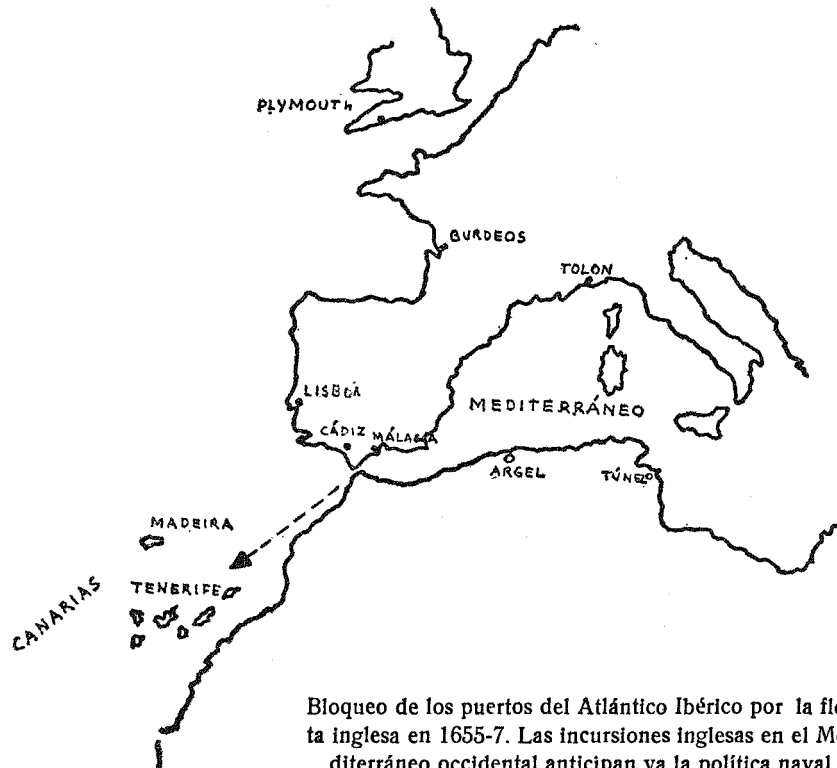 PLYMOUTH
BURDEOS
TOLON
LISBOA
MEDITERRÁNEO
CÁDIZ
MÁLAGA
ARGEL
TÚNEZ
MADEIRA
TENERIFE
CANARIAS
Bloqueo de los puertos del Atlántico Ibérico por la
ta inglesa en 1655-7. Las incursiones inglesas en el
diterráneo occidental anticipan ya la política naval